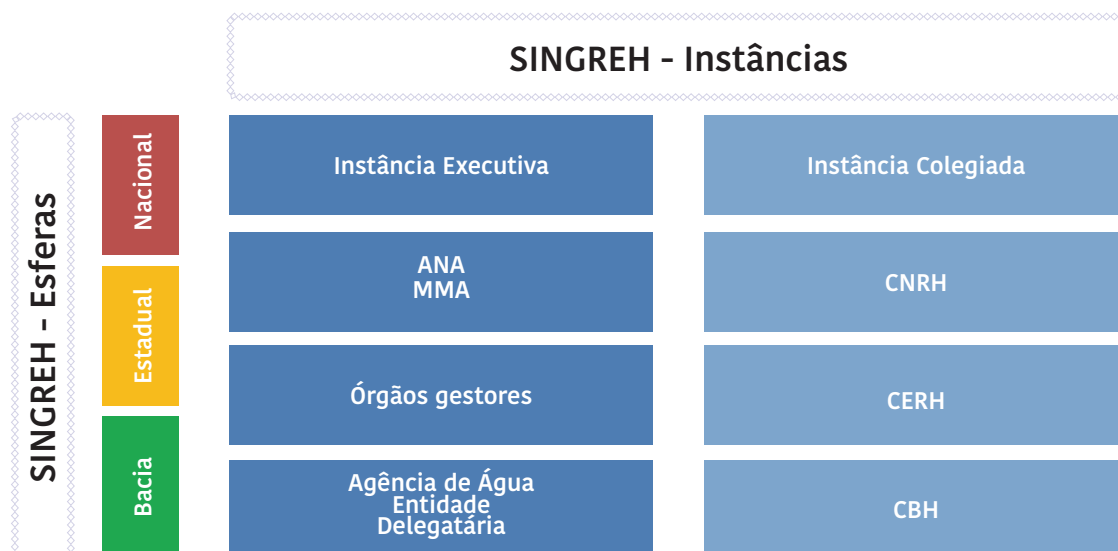 SINGREH - Instâncias
SINGREH - Esferas
Nacional
Estadual
Bacia
Instância Executiva
Instância Colegiada
ANA
MMA
CNRH
Órgãos gestores
CERH
Agência de Água
Entidade
Delegatária
CBH